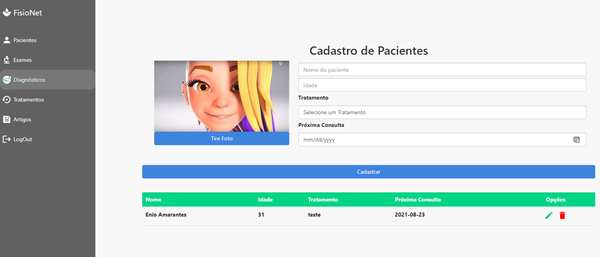 FisioNet
Pacientes
Exames
Diagnósticos
Tratamentos
Artigos
LogOut
Cadastro de Pacientes
Tire Foto
Nome do paciente
Idade
Tratamento
Selecione um Tratamento
Próxima Consulta
mm/dd/yyyy
Cadastrar
Nome Idade Tratamento Próxima Consulta Opções
Enio Amarantes 31 teste 2021-08-23